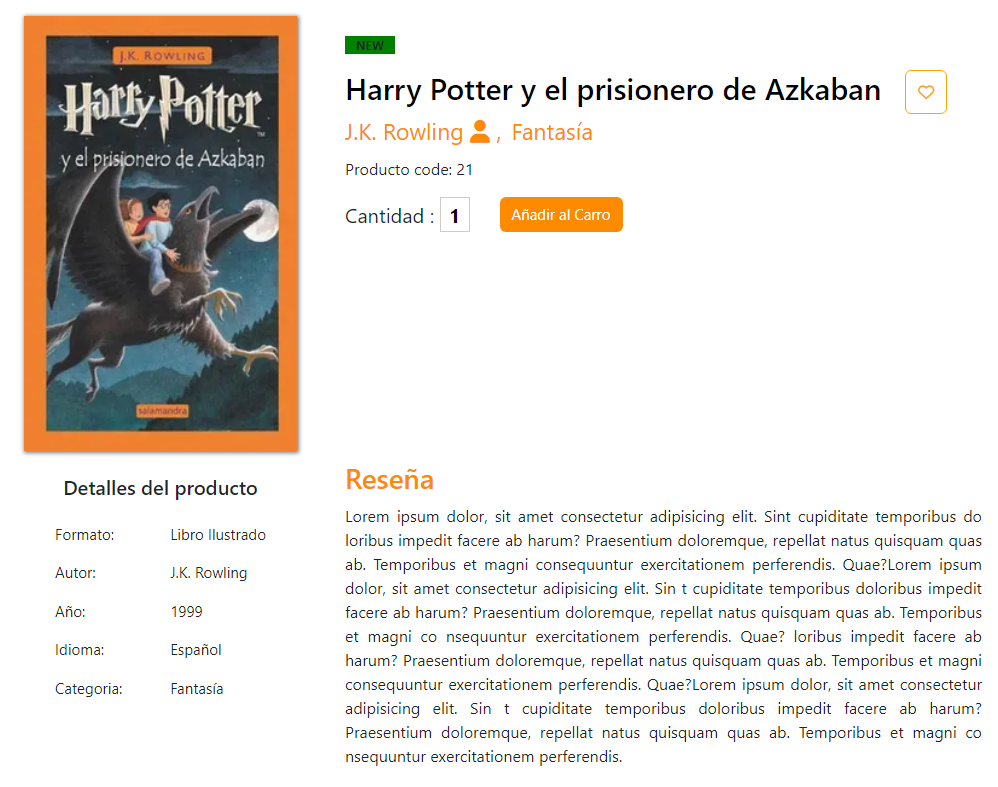 J.K. ROWLING
Harry Potter
™
y el prisionero de Azkaban
salamandra
NEW
Harry Potter y el prisionero de Azkaban
J.K. Rowling , Fantasía
Producto code: 21
Cantidad : 1 Añadir al Carro
Detalles del producto
Formato: Libro Ilustrado
Autor: J.K. Rowling
Año: 1999
Idioma: Español
Categoria: Fantasía
Reseña
Lorem ipsum dolor, sit amet consectetur adipisicing elit. Sint cupiditate temporibus do
loribus impedit facere ab harum? Praesentium doloremque, repellat natus quisquam quas
ab. Temporibus et magni consequuntur exercitationem perferendis. Quae?Lorem ipsum
dolor, sit amet consectetur adipisicing elit. Sin t cupiditate temporibus doloribus impedit
facere ab harum? Praesentium doloremque, repellat natus quisquam quas ab. Temporibus
et magni co nsequuntur exercitationem perferendis. Quae? loribus impedit facere ab
harum? Praesentium doloremque, repellat natus quisquam quas ab. Temporibus et magni
consequuntur exercitationem perferendis. Quae?Lorem ipsum dolor, sit amet consectetur
adipisicing elit. Sin t cupiditate temporibus doloribus impedit facere ab harum?
Praesentium doloremque, repellat natus quisquam quas ab. Temporibus et magni co
nsequuntur exercitationem perferendis.